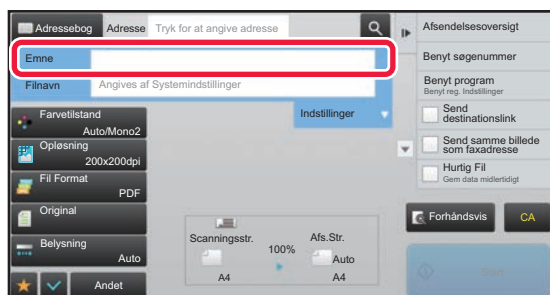 Adressebog
Adresse
Tryk for at angive adresse
Emne
Filnavn
Angives af Systemindstillinger
Indstillinger
Farvetilstand
Auto/Mono2
Opløsning
200x200dpi
Fil Format
PDF
Original
Belysning
Auto
Andet
Scanningsstr.
A4
100%
Afs.Str.
Auto
A4
Afsendelsesoversigt
Benyt søgenummer
Benyt program
Benyt reg. Indstillinger
Send
destinationslink
Send samme billede
som faxadresse
Hurtig Fil
Gem data midlertidigt
Forhåndsvis
CA
Start